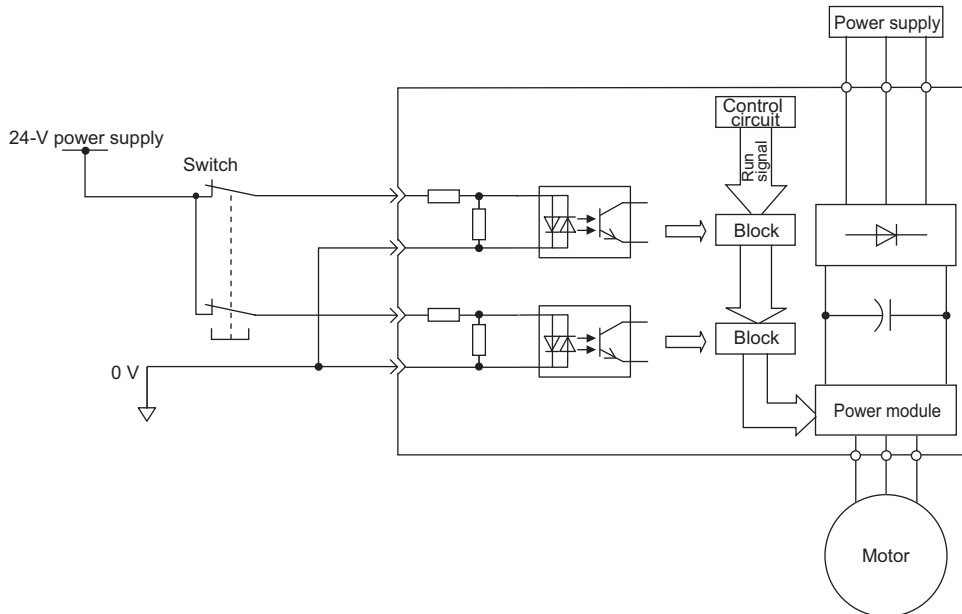 Power supply
Control
circuit
24-V power supply
Switch
Run
signal
Block
Block
0 V
Power module
Motor